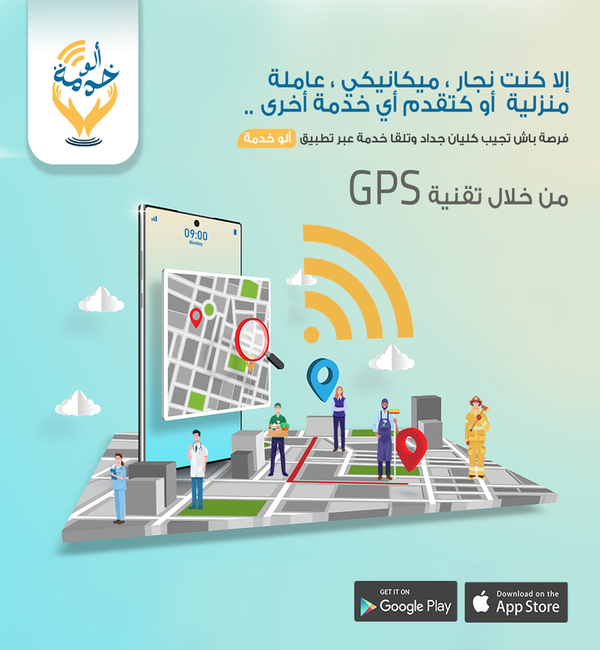 ألو
خدمة
إلا كنت نجار ، ميكانيكي ، عاملة
منزلية أو كتقدم أي خدمة أخرى ..
فرصة باش تجيب كليان جداد وتلقا خدمة عبر تطبيق ألو خدمة
من خلال تقنية GPS
09:00
Monday
GET IT ON
Google Play
Download on the
App Store